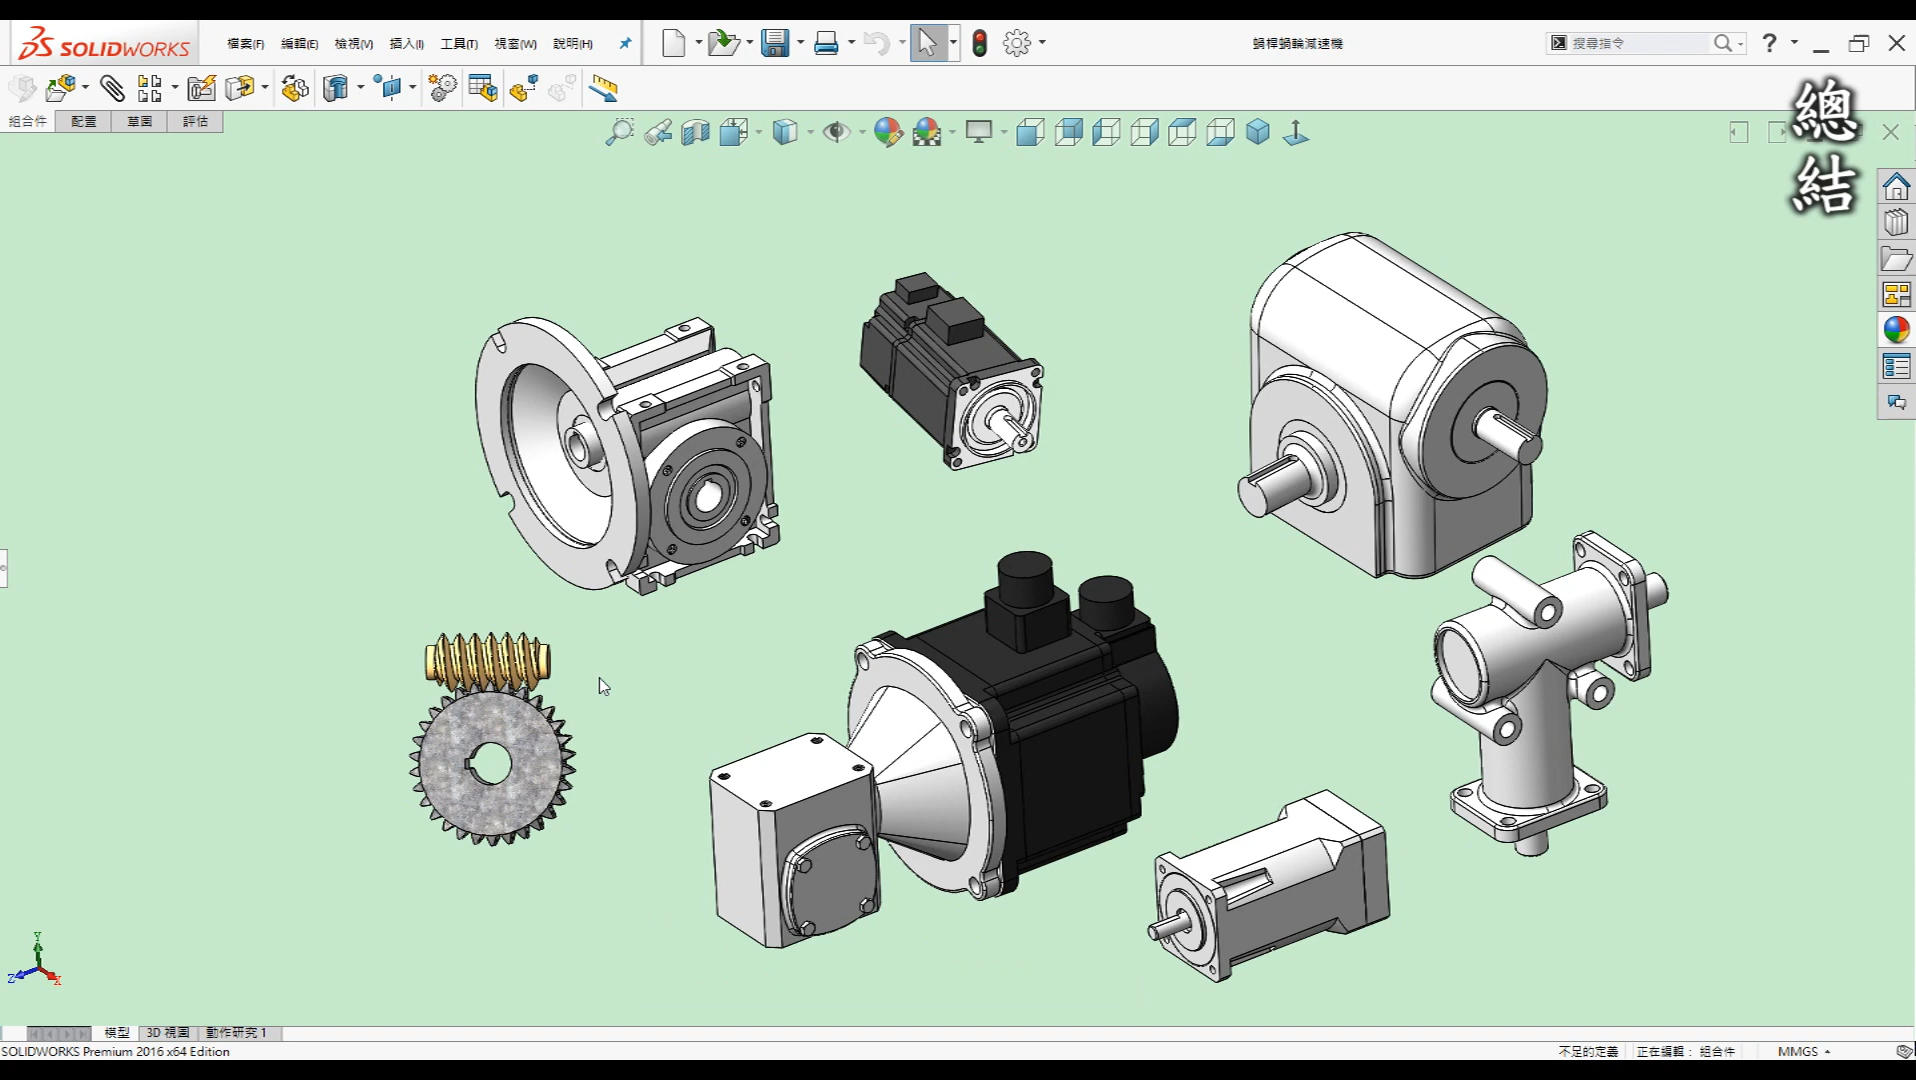 SOLIDWORKS
檔案(F) 編輯(E) 檢視(V) 插入(I) 工具(T) 視窗(W) 說明(H)
蝸桿蝸輪減速機
搜尋指令
?
組合件 配置 草圖 評估
總結
Y
Z
X
模型 3D 視圖 動作研究 1
SOLIDWORKS Premium 2016 x64 Edition
不足的定義 正在編輯： 組合件 MMGS